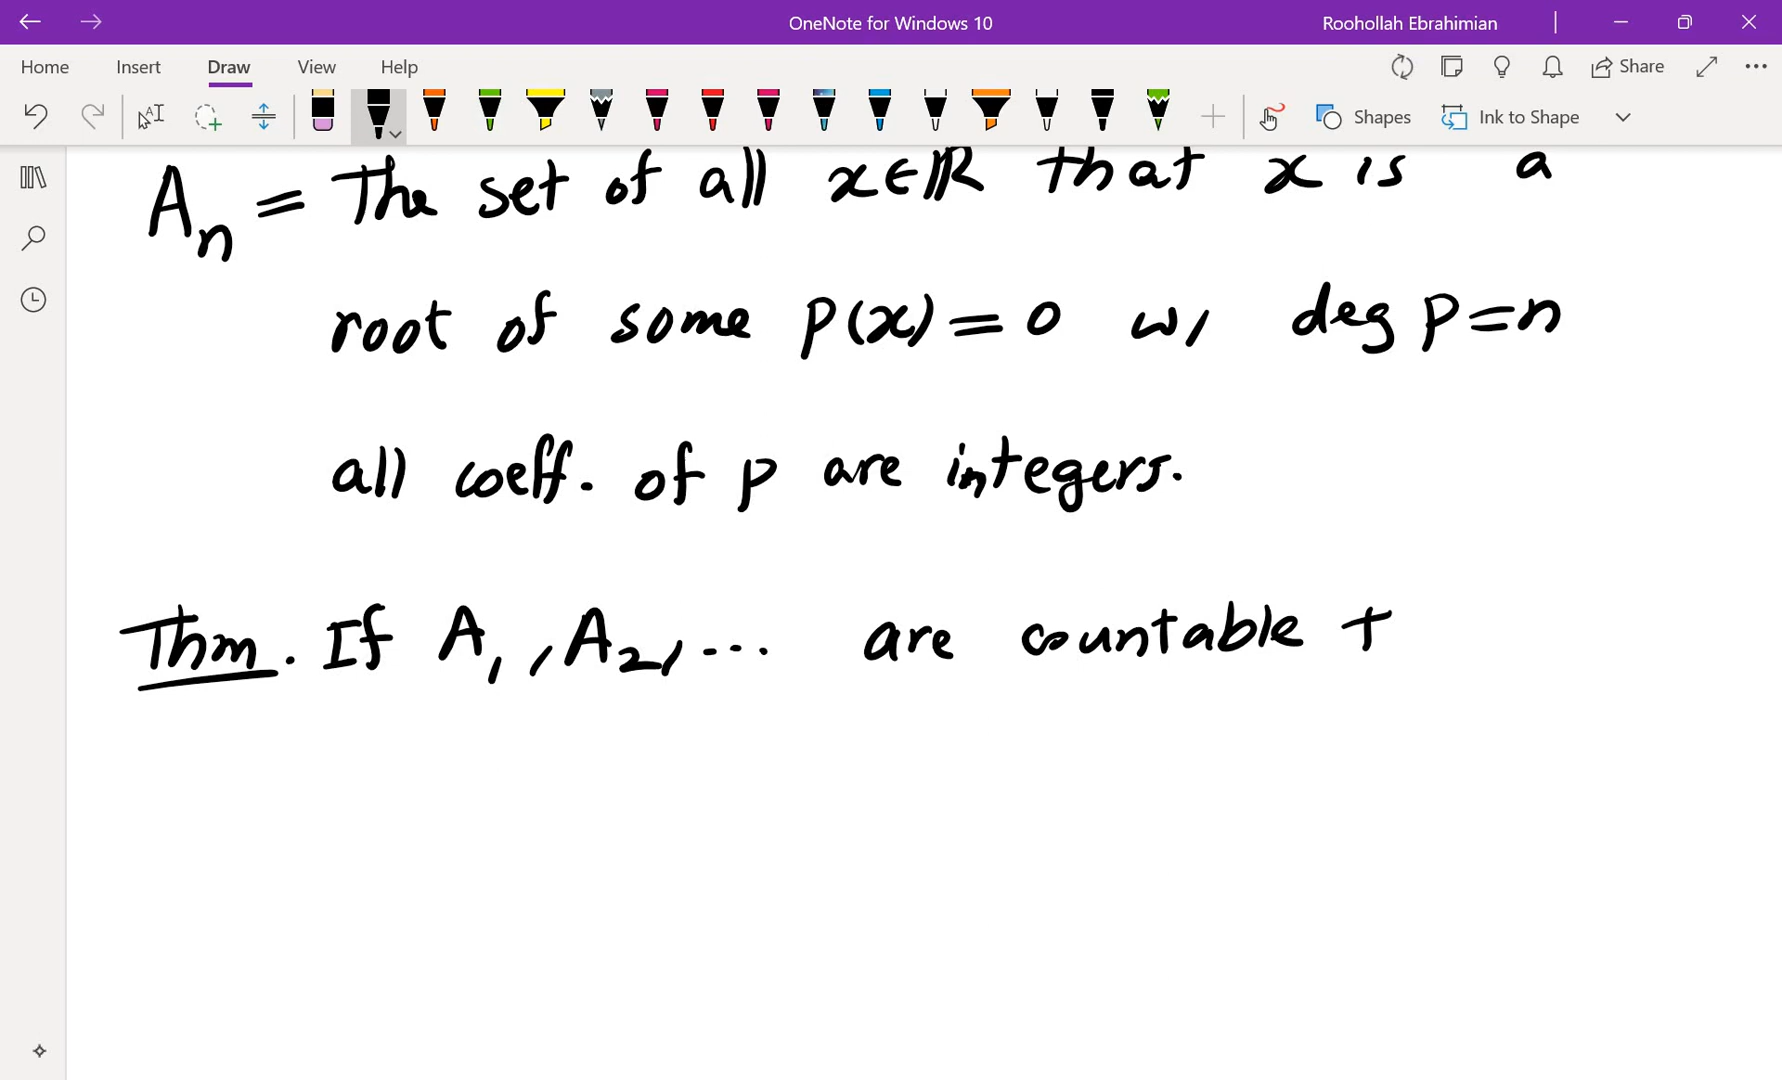 OneNote for Windows 10
Roohollah Ebrahimian
Home Insert Draw View Help
Share
Shapes Ink to Shape
Aₙ = The set of all x∈ℝ that x is a
root of some p(x)=0 w/ deg p=n
all coeff. of p are integers.
Thm. If A₁, A₂, ... are countable t